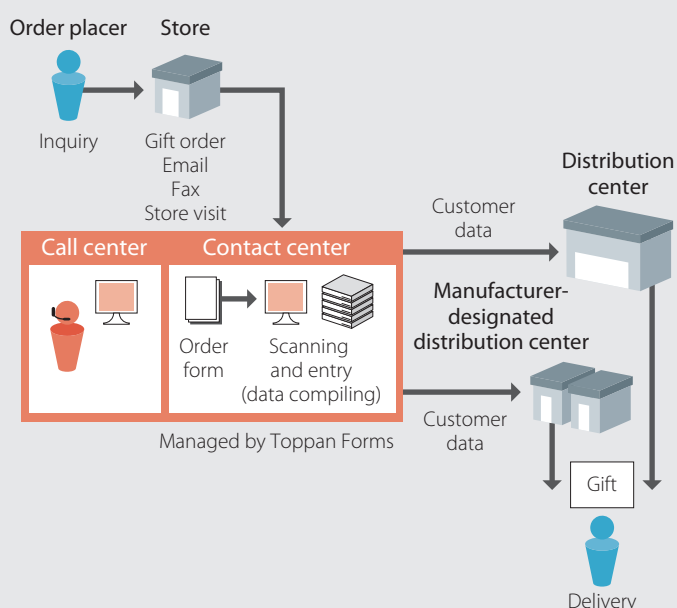 Order placer
Store
Inquiry
Gift order
Email
Fax
Store visit
Distribution
center
Customer
data
Call center
Contact center
Manufacturer-
designated
distribution center
Order
form
Scanning
and entry
(data compiling)
Customer
data
Managed by Toppan Forms
Gift
Delivery